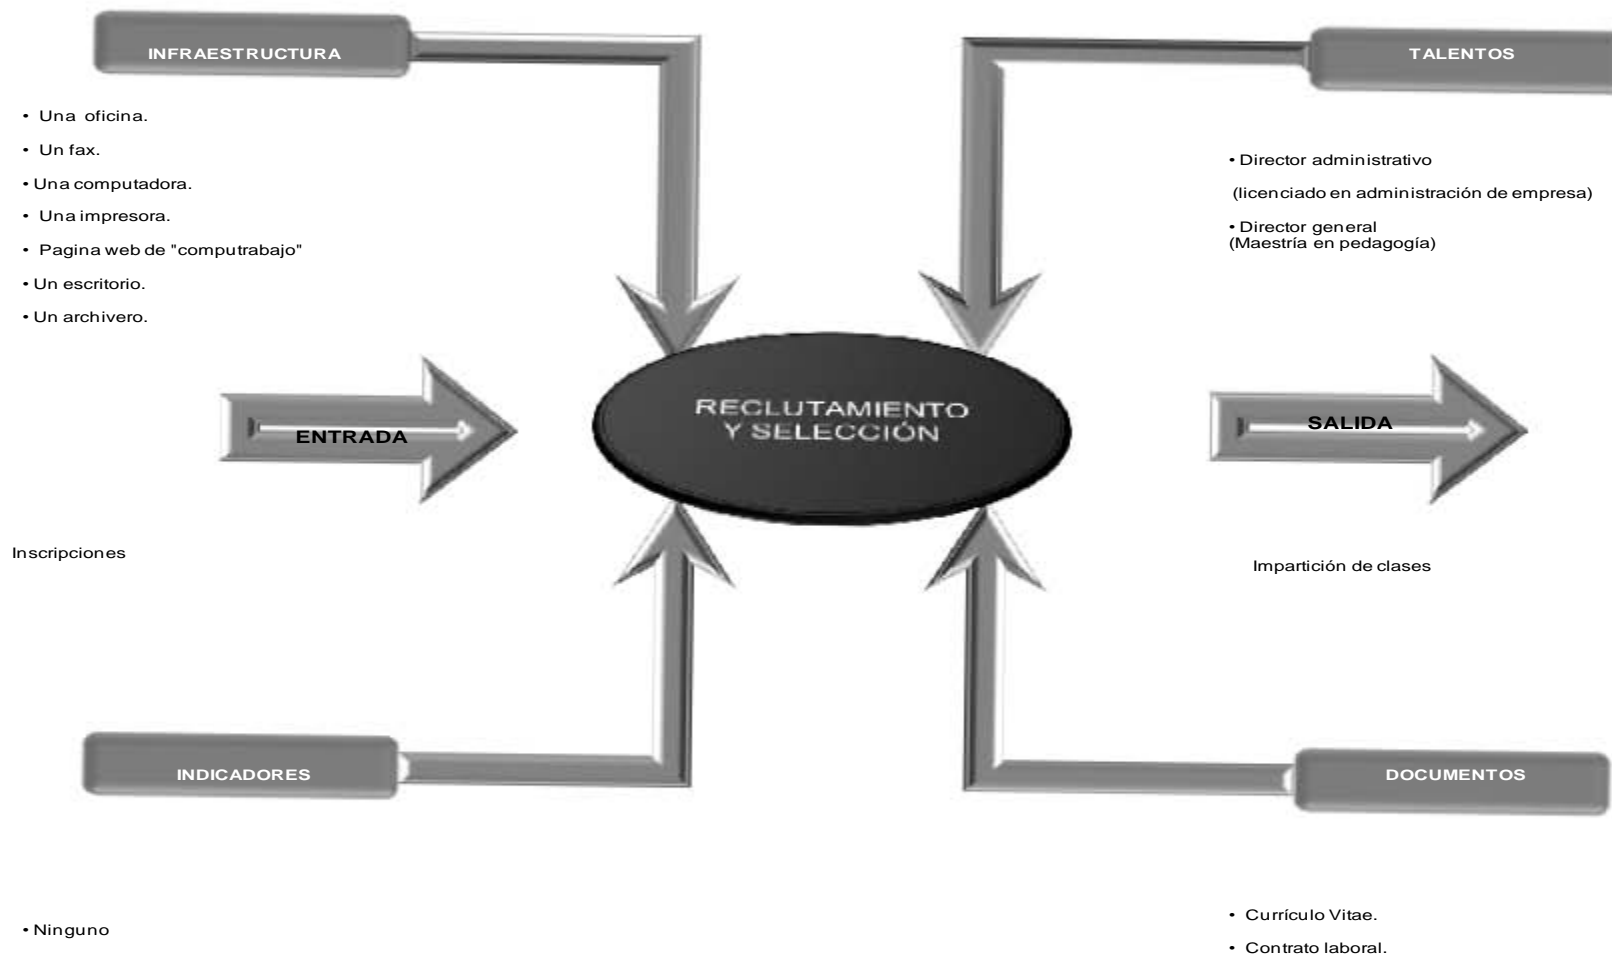 INFRAESTRUCTURA
TALENTOS
• Una oficina.
• Un fax.
• Una computadora.
• Una impresora.
• Pagina web de "computrabajo"
• Un escritorio.
• Un archivero.
• Director administrativo
(licenciado en administración de empresa)
• Director general
(Maestría en pedagogía)
ENTRADA
RECLUTAMIENTO
Y SELECCIÓN
SALIDA
Inscripciones
Impartición de clases
INDICADORES
DOCUMENTOS
• Ninguno
• Currículo Vitae.
• Contrato laboral.